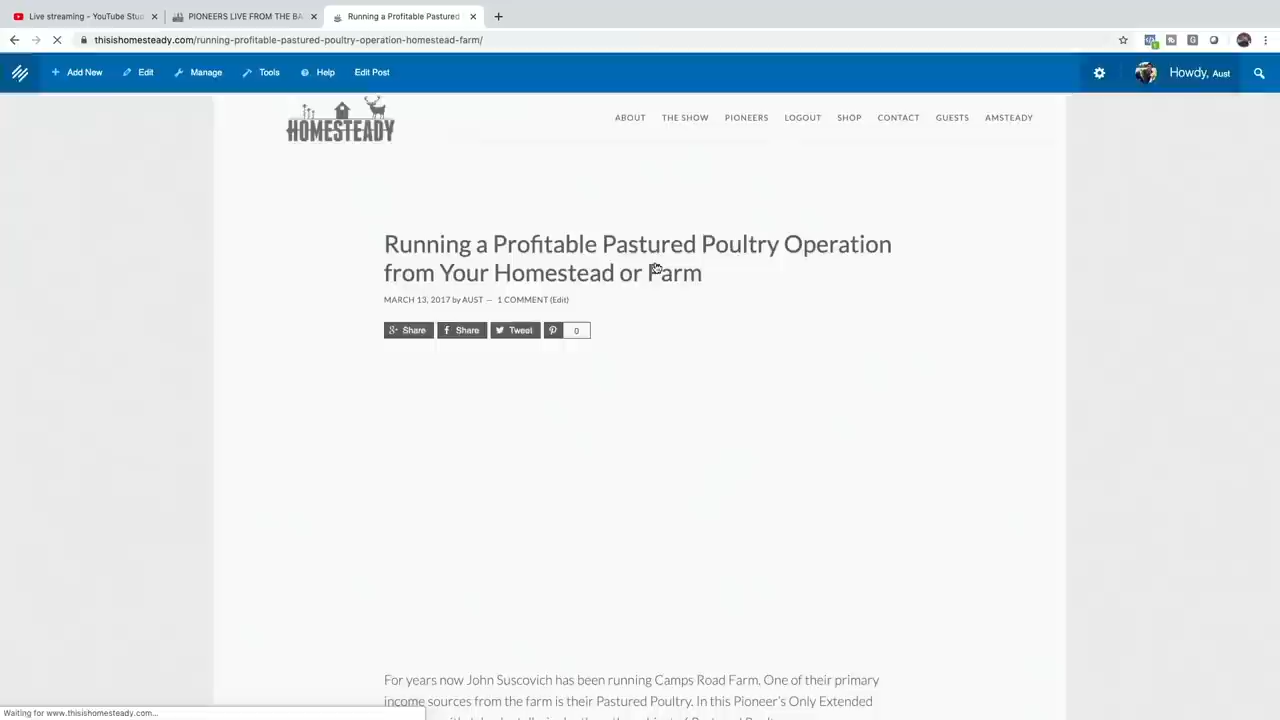 Live streaming - YouTube Stu
PIONEERS LIVE FROM THE BA
Running a Profitable Pastured
thisishomesteady.com/running-profitable-pastured-poultry-operation-homestead-farm/
Add New
Edit
Manage
Tools
Help
Edit Post
Howdy, Aust
HOMESTEADY
ABOUT
THE SHOW
PIONEERS
LOGOUT
SHOP
CONTACT
GUESTS
AMSTEADY
Running a Profitable Pastured Poultry Operation
from Your Homestead or Farm
MARCH 13, 2017 by AUST — 1 COMMENT (Edit)
Share
Share
Tweet
0
For years now John Suscovich has been running Camps Road Farm. One of their primary
income sources from the farm is their Pastured Poultry. In this Pioneer's Only Extended
Waiting for www.thisishomesteady.com...